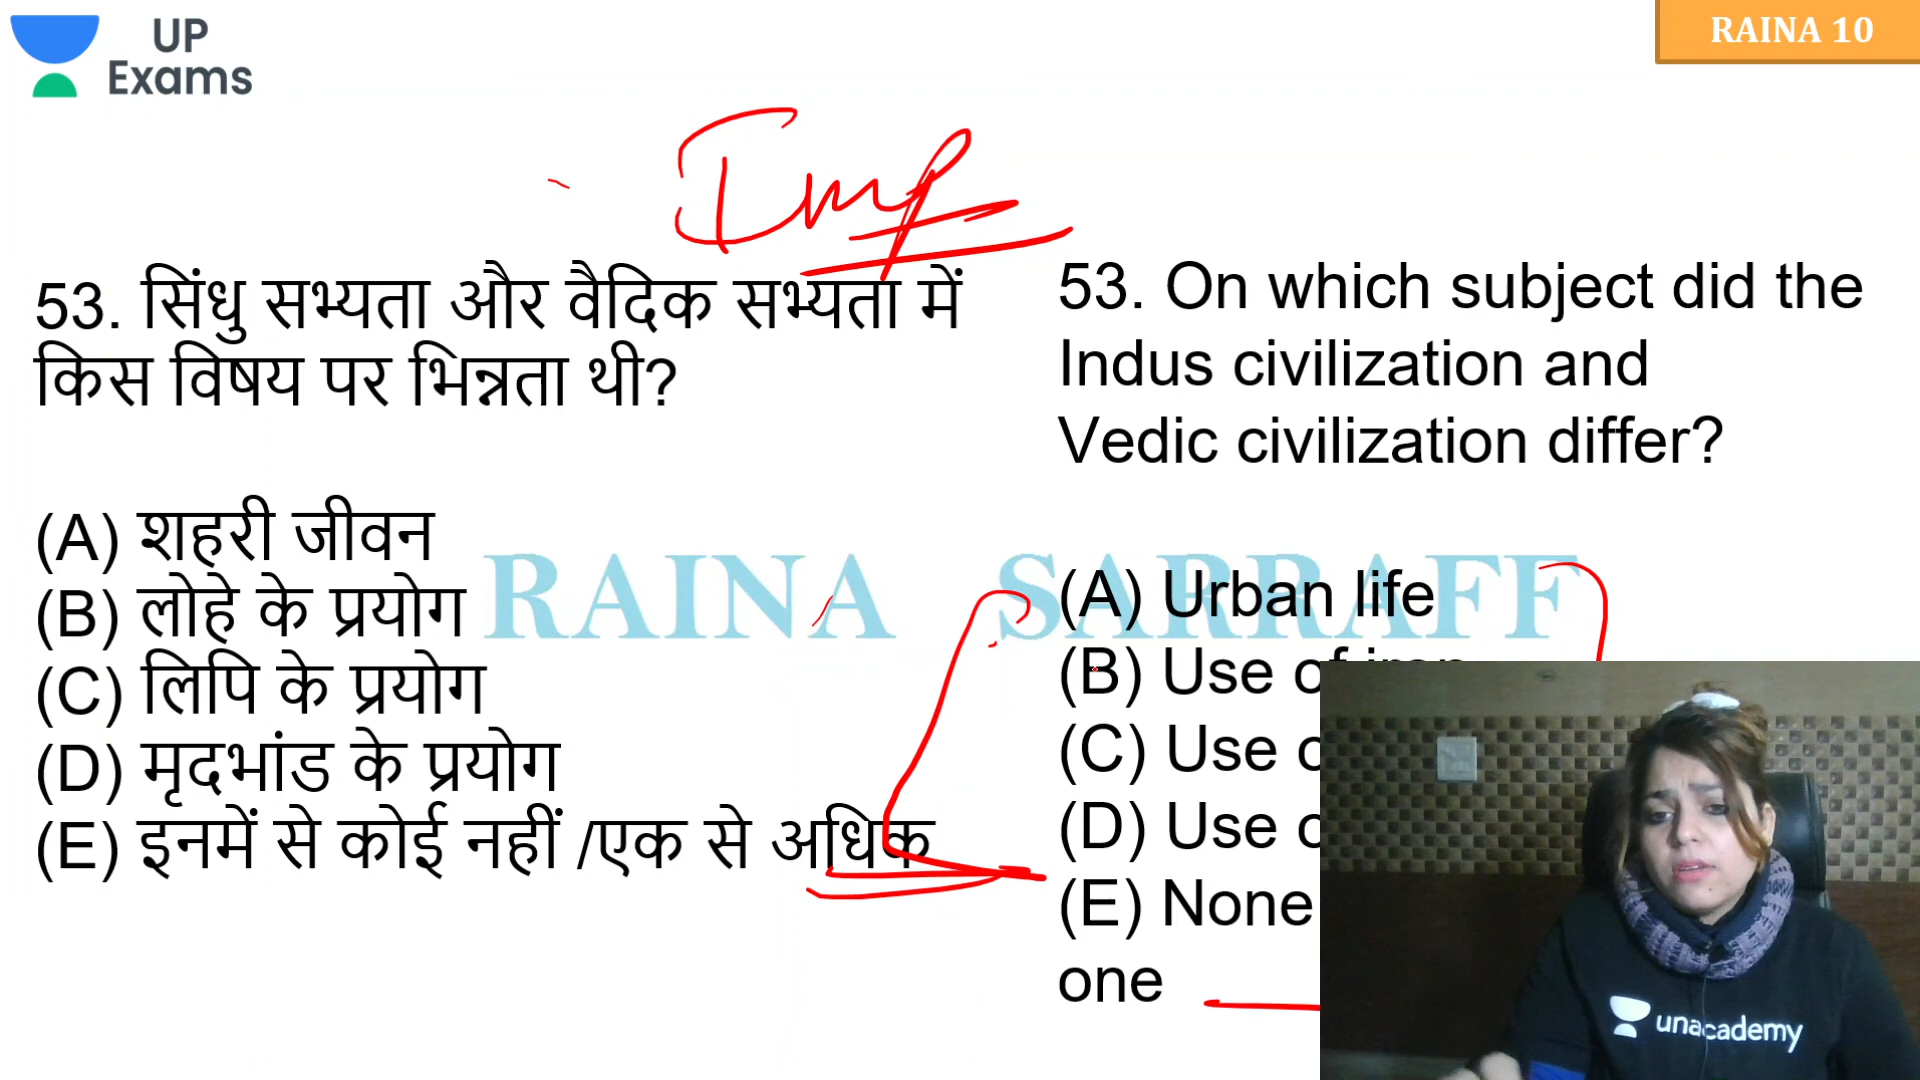 UP
Exams
RAINA 10
Imp
53. सिंधु सभ्यता और वैदिक सभ्यता में
किस विषय पर भिन्नता थी?
(A) शहरी जीवन
(B) लोहे के प्रयोग
(C) लिपि के प्रयोग
(D) मृदभांड के प्रयोग
(E) इनमें से कोई नहीं /एक से अधिक
53. On which subject did the
Indus civilization and
Vedic civilization differ?
(A) Urban life
(B) Use of iron
(C) Use
(D) Use
(E) None
one
RAINA SARRAFF
unacademy